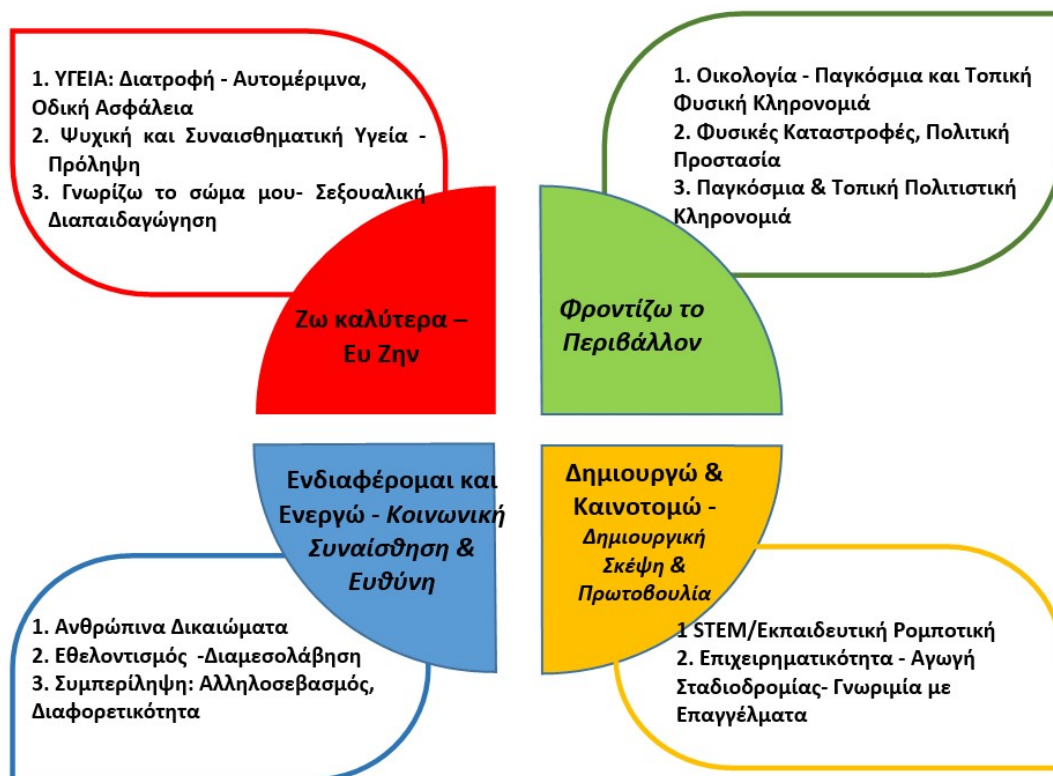 1. ΥΓΕΙΑ: Διατροφή - Αυτομέριμνα,
Οδική Ασφάλεια
2. Ψυχική και Συναισθηματική Υγεία -
Πρόληψη
3. Γνωρίζω το σώμα μου- Σεξουαλική
Διαπαιδαγώγηση
Ζω καλύτερα –
Ευ Ζην
1. Οικολογία - Παγκόσμια και Τοπική
Φυσική Κληρονομιά
2. Φυσικές Καταστροφές, Πολιτική
Προστασία
3. Παγκόσμια & Τοπική Πολιτιστική
Κληρονομιά
Φροντίζω το
Περιβάλλον
Ενδιαφέρομαι και
Ενεργώ - Κοινωνική
Συναίσθηση &
Ευθύνη
1. Ανθρώπινα Δικαιώματα
2. Εθελοντισμός -Διαμεσολάβηση
3. Συμπερίληψη: Αλληλοσεβασμός,
Διαφορετικότητα
Δημιουργώ &
Καινοτομώ -
Δημιουργική
Σκέψη &
Πρωτοβουλία
1 STEM/Εκπαιδευτική Ρομποτική
2. Επιχειρηματικότητα - Αγωγή
Σταδιοδρομίας- Γνωριμία με
Επαγγέλματα